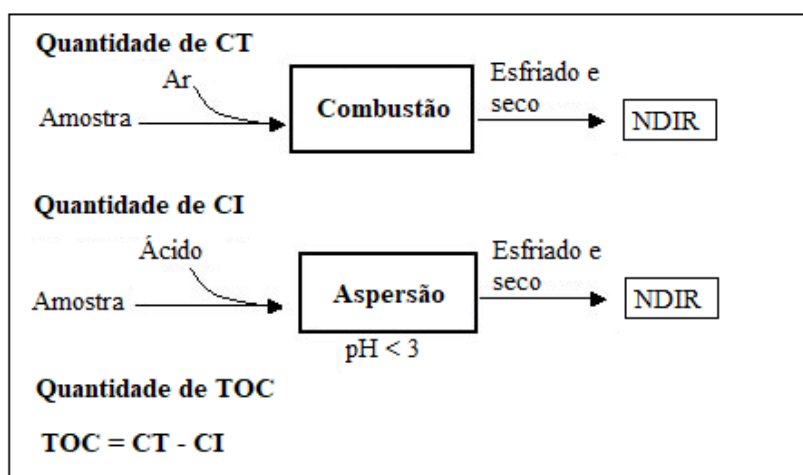 Quantidade de CT
Ar
Amostra
Combustão
Esfriado e
seco
NDIR
Quantidade de CI
Ácido
Amostra
Aspersão
pH < 3
Esfriado e
seco
NDIR
Quantidade de TOC
TOC = CT - CI